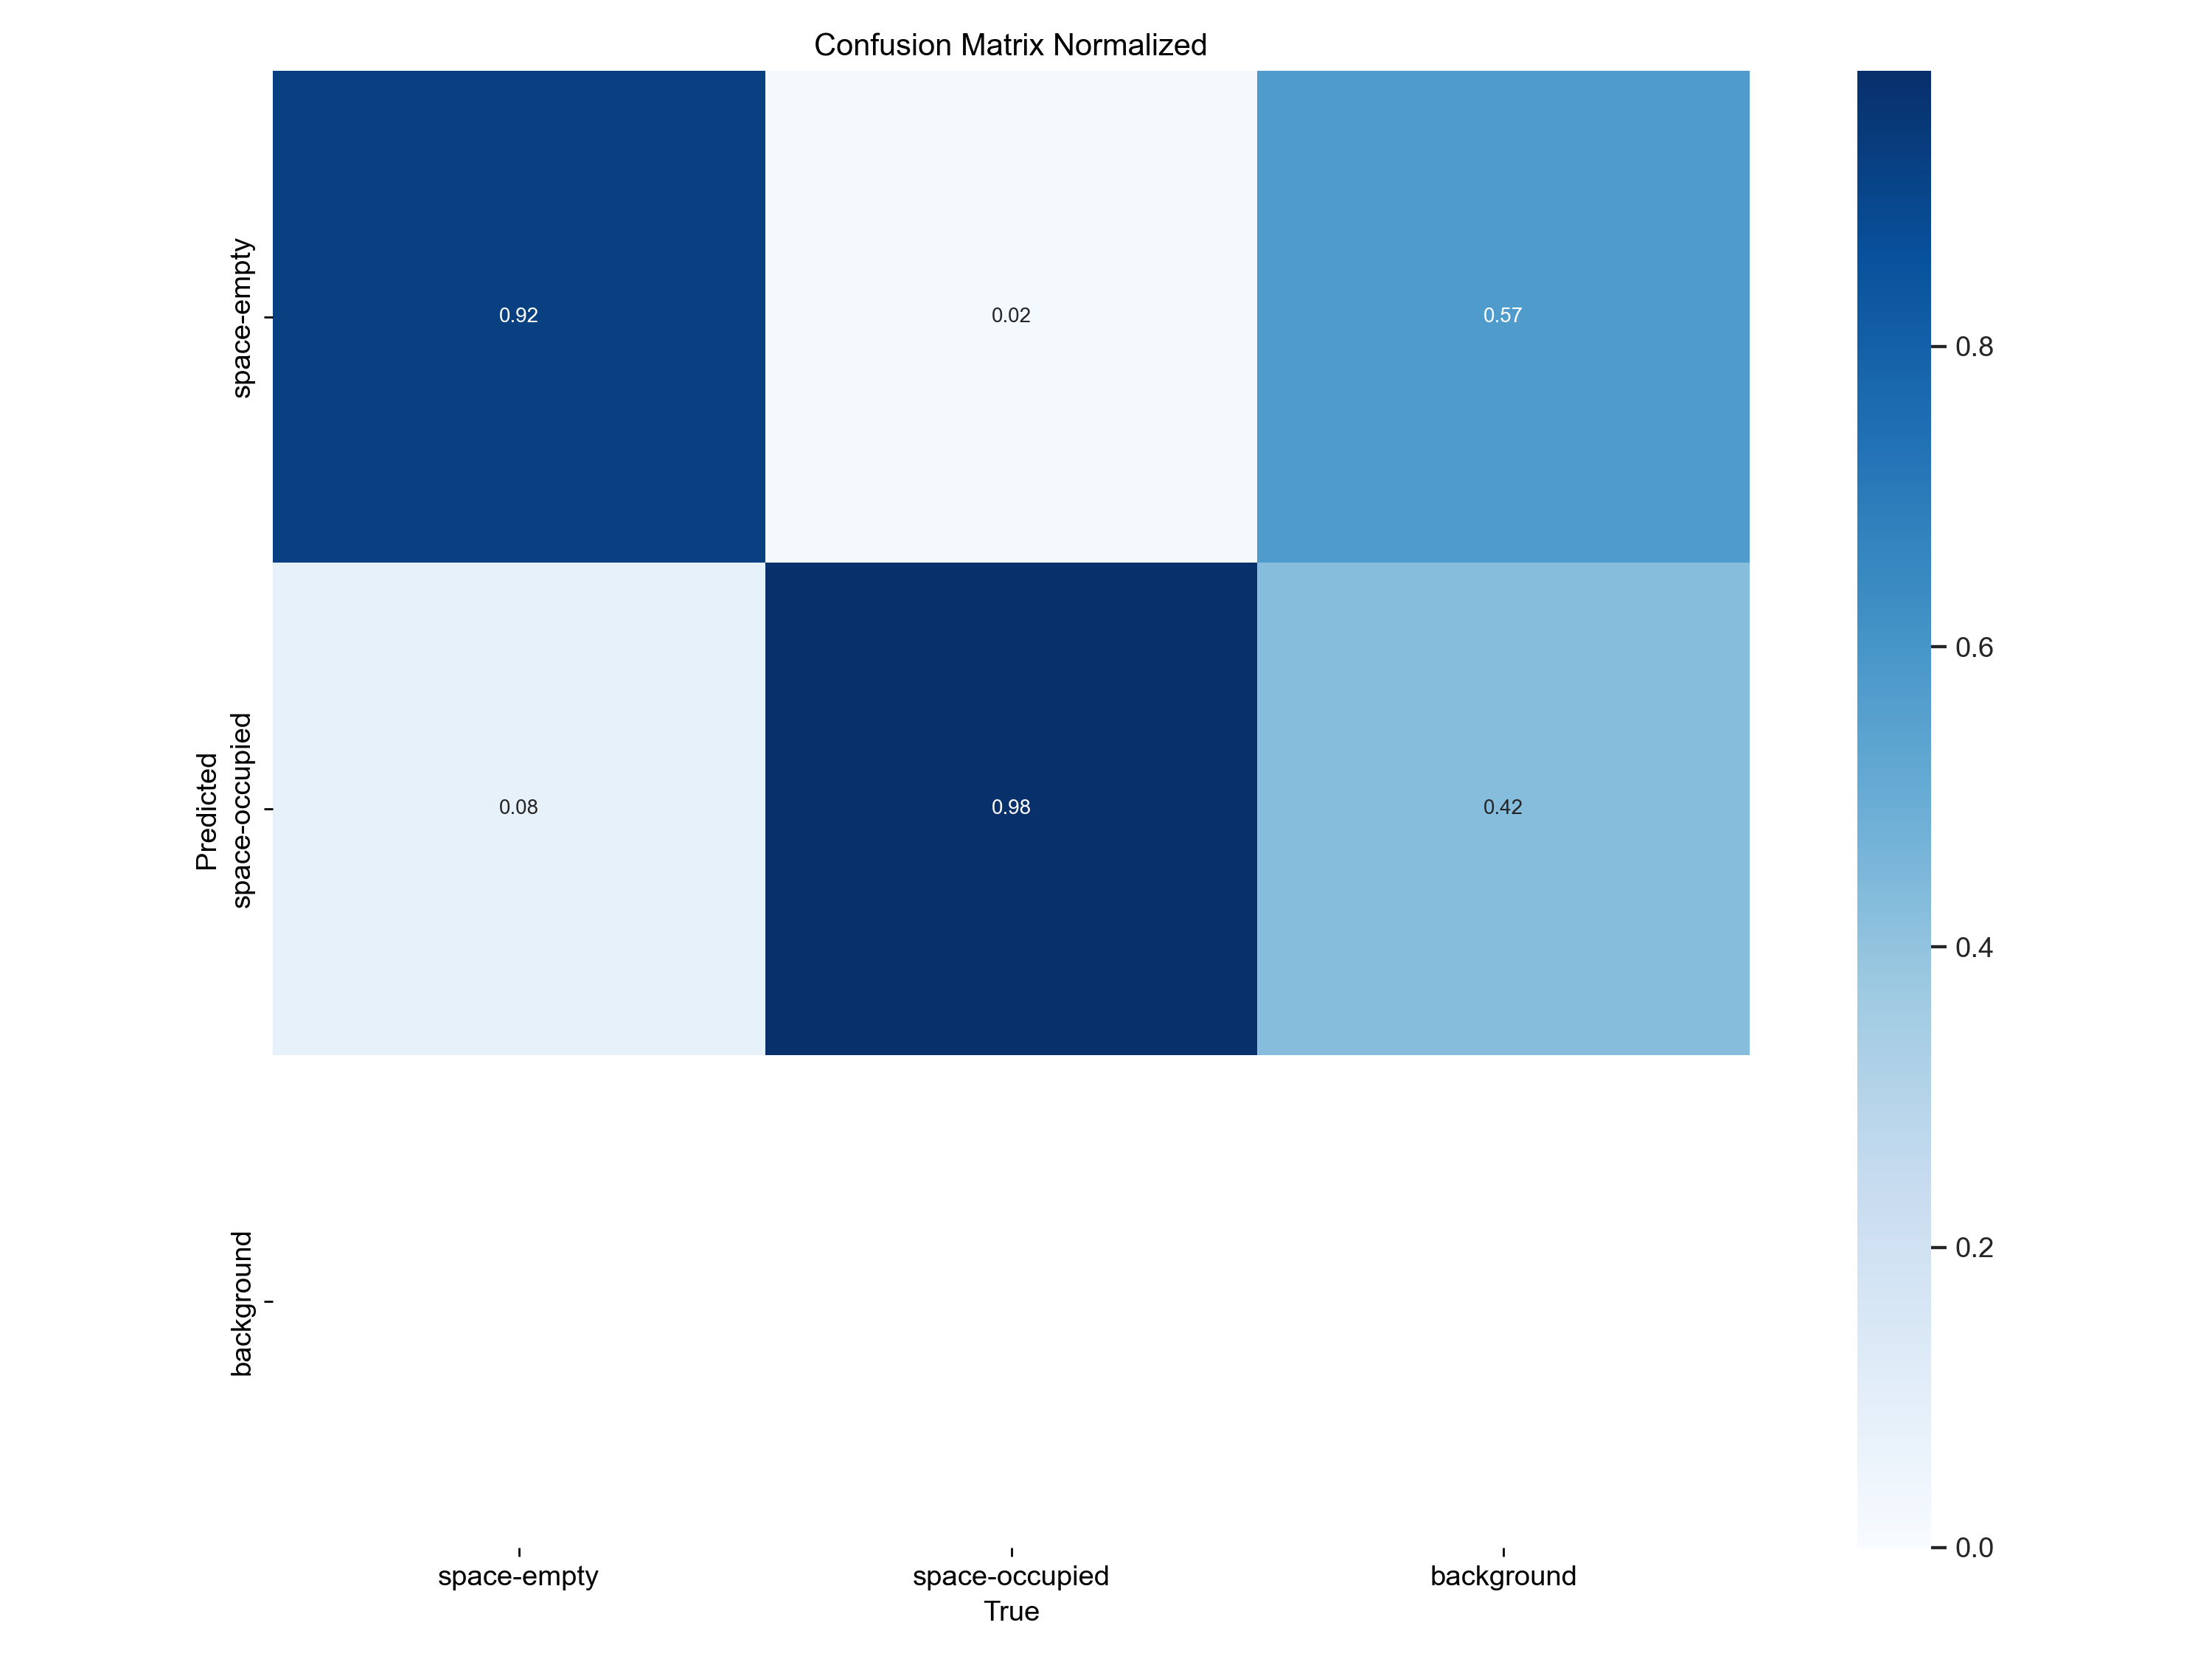 Confusion Matrix Normalized
space-empty
0.92
0.02
0.57
0.8
0.6
Predicted
space-occupied
0.08
0.98
0.42
0.4
background
0.2
0.0
space-empty
space-occupied
background
True